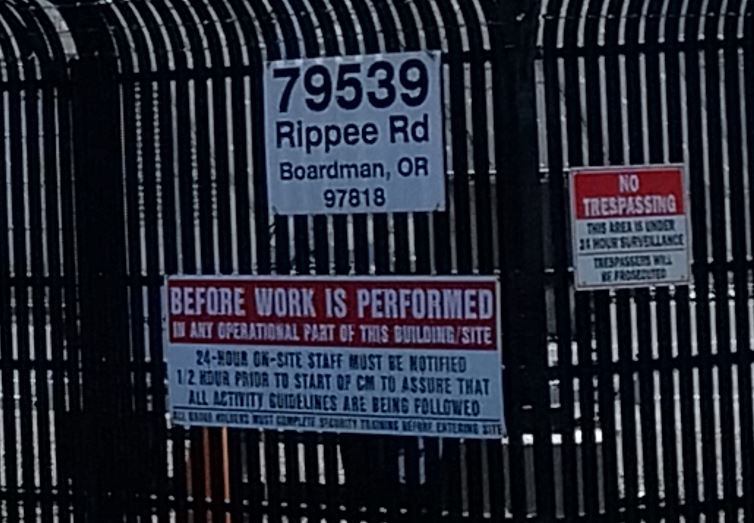 79539
Rippee Rd
Boardman, OR
97818
NO
TRESPASSING
THIS AREA IS UNDER
24 HOUR SURVEILLANCE
TRESPASSERS WILL
BE PROSECUTED
BEFORE WORK IS PERFORMED
IN ANY OPERATIONAL PART OF THIS BUILDING/SITE
24-HOUR ON-SITE STAFF MUST BE NOTIFIED
1/2 HOUR PRIOR TO START OF CM TO ASSURE THAT
ALL ACTIVITY GUIDELINES ARE BEING FOLLOWED
ALL BADGE HOLDERS MUST COMPLETE SECURITY TRAINING BEFORE ENTERING SITE